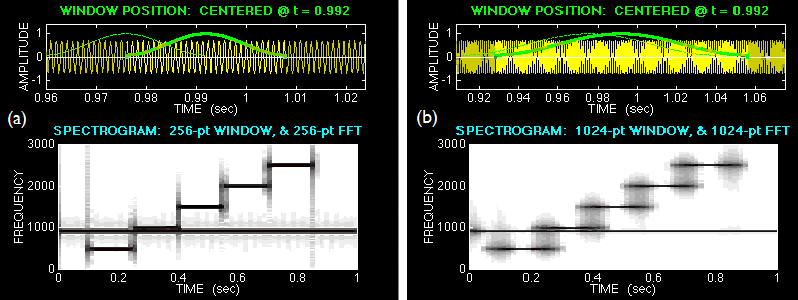 WINDOW POSITION: CENTERED @ t = 0.992
AMPLITUDE
1
0
-1
0.96 0.97 0.98 0.99 1 1.01 1.02
TIME (sec)
(a)
SPECTROGRAM: 256-pt WINDOW, & 256-pt FFT
FREQUENCY
3000
2000
1000
0
0 0.2 0.4 0.6 0.8 1
TIME (sec)
WINDOW POSITION: CENTERED @ t = 0.992
AMPLITUDE
1
0
-1
0.92 0.94 0.96 0.98 1 1.02 1.04 1.06
TIME (sec)
(b)
SPECTROGRAM: 1024-pt WINDOW, & 1024-pt FFT
FREQUENCY
3000
2000
1000
0
0 0.2 0.4 0.6 0.8 1
TIME (sec)